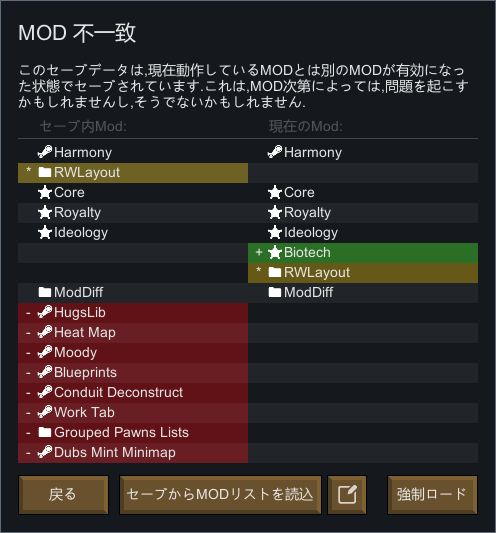 MOD 不一致
このセーブデータは,現在動作しているMODとは別のMODが有効になっ
た状態でセーブされています.これは,MOD次第によっては,問題を起こす
かもしれませんし,そうでないかもしれません.
セーブ内Mod: 現在のMod:
Harmony Harmony
* RWLayout
Core Core
Royalty Royalty
Ideology Ideology
+ Biotech
* RWLayout
ModDiff ModDiff
- HugsLib
- Heat Map
- Moody
- Blueprints
- Conduit Deconstruct
- Work Tab
- Grouped Pawns Lists
- Dubs Mint Minimap
戻る セーブからMODリストを読込 強制ロード